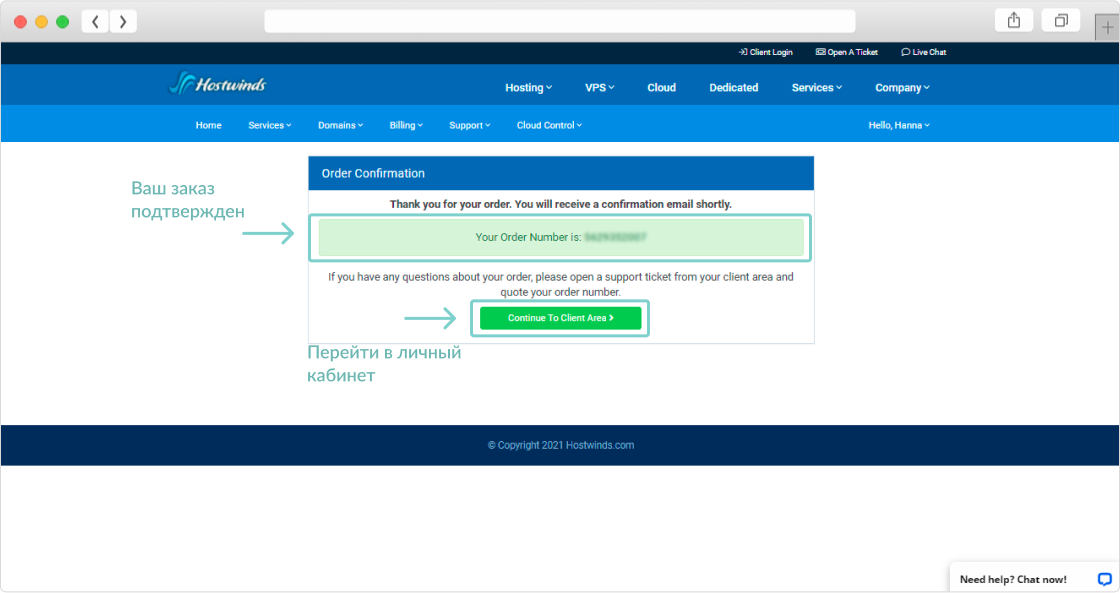 Client Login Open A Ticket Live Chat
Hostwinds
Hosting VPS Cloud Dedicated Services Company
Home Services Domains Billing Support Cloud Control Hello, Hanna
Order Confirmation
Ваш заказ
подтвержден
Thank you for your order. You will receive a confirmation email shortly.
Your Order Number is:
If you have any questions about your order, please open a support ticket from your client area and
quote your order number.
Continue To Client Area
Перейти в личный
кабинет
© Copyright 2021 Hostwinds.com
Need help? Chat now!